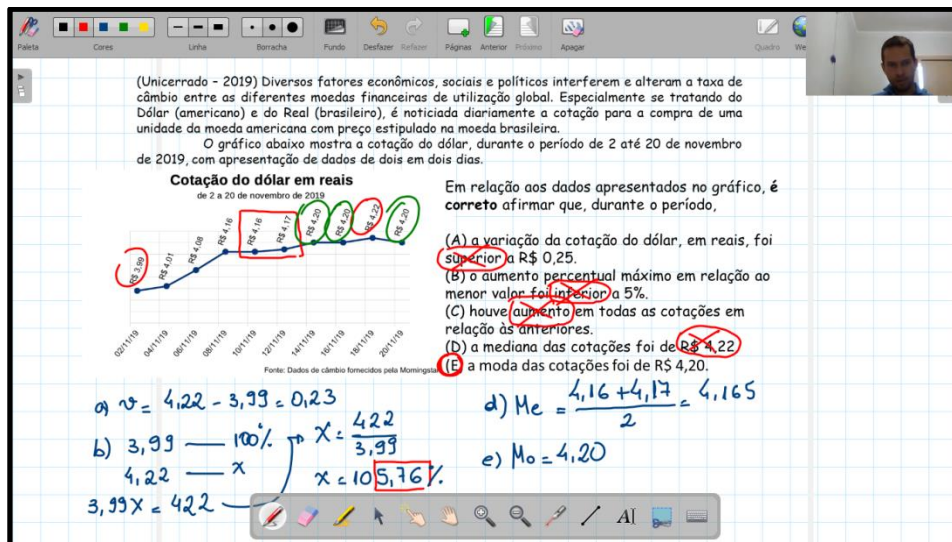 Paleta
Cores
Linha
Borracha
Fundo
Desfazer
Refazer
Páginas
Anterior
Próximo
Apagar
Quadro
(Unicerrado – 2019) Diversos fatores econômicos, sociais e políticos interferem e alteram a taxa de
câmbio entre as diferentes moedas financeiras de utilização global. Especialmente se tratando do
Dólar (americano) e do Real (brasileiro), é noticiada diariamente a cotação para a compra de uma
unidade da moeda americana com preço estipulado na moeda brasileira.
O gráfico abaixo mostra a cotação do dólar, durante o período de 2 até 20 de novembro
de 2019, com apresentação de dados de dois em dois dias.
Cotação do dólar em reais
de 2 a 20 de novembro de 2019
R$ 3,99
R$ 4,01
R$ 4,08
R$ 4,16
R$ 4,16
R$ 4,17
R$ 4,20
R$ 4,20
R$ 4,22
R$ 4,20
02/11/19
04/11/19
06/11/19
08/11/19
10/11/19
12/11/19
14/11/19
16/11/19
18/11/19
20/11/19
Fonte: Dados de câmbio fornecidos pela Morningsta
Em relação aos dados apresentados no gráfico, é
correto afirmar que, durante o período,
(A) a variação da cotação do dólar, em reais, foi
superior a R$ 0,25.
(B) o aumento percentual máximo em relação ao
menor valor foi inferior a 5%.
(C) houve aumento em todas as cotações em
relação às anteriores.
(D) a mediana das cotações foi de R$ 4,22
(E) a moda das cotações foi de R$ 4,20.
a) v = 4,22 - 3,99 = 0,23
b) 3,99 — 100%
4,22 — x
3,99x = 422
x = 422/3,99
x = 105,76%
d) Me = 4,16 + 4,17/2 = 4,165
e) Mo = 4,20
AI